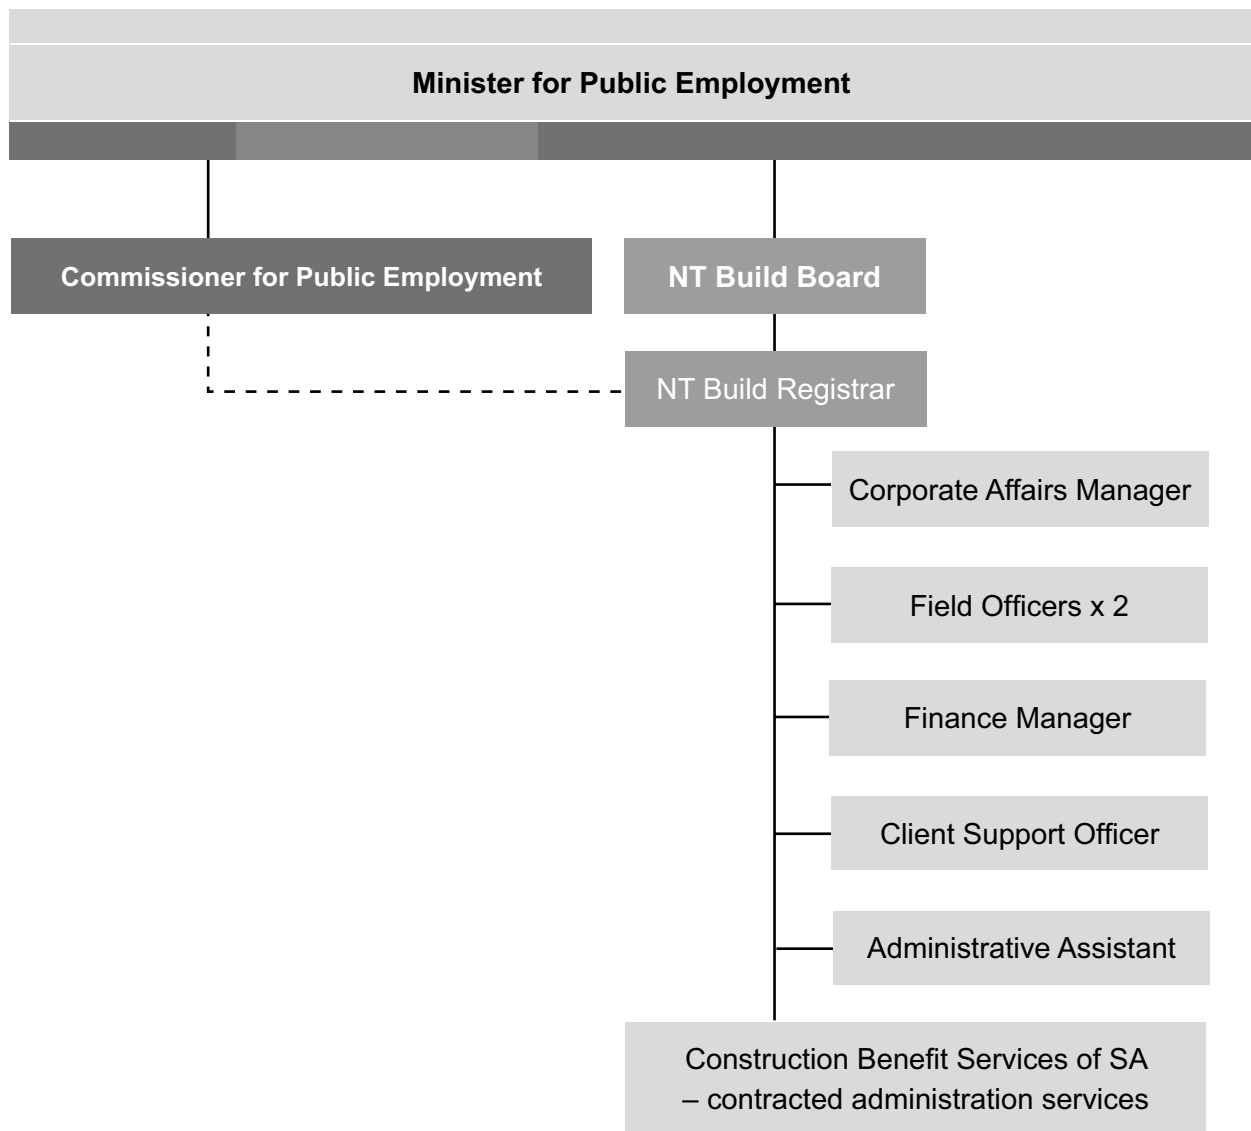 Minister for Public Employment
Commissioner for Public Employment
NT Build Board
NT Build Registrar
Corporate Affairs Manager
Field Officers x 2
Finance Manager
Client Support Officer
Administrative Assistant
Construction Benefit Services of SA
– contracted administration services